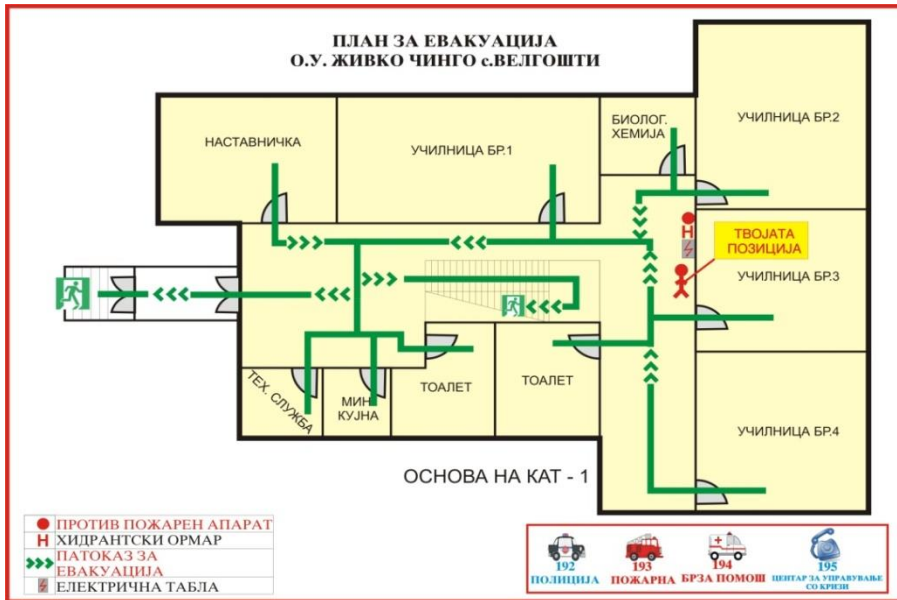 ПЛАН ЗА ЕВАКУАЦИЈА
О.У. ЖИВКО ЧИНГО с.ВЕЛГОШТИ
НАСТАВНИЧКА
УЧИЛНИЦА БР.1
БИОЛОГ.
ХЕМИЈА
УЧИЛНИЦА БР.2
Н
ТВОЈАТА
ПОЗИЦИЈА
УЧИЛНИЦА БР.3
ТЕХ. СЛУЖБА
МИН.
КУЈНА
ТОАЛЕТ
ТОАЛЕТ
УЧИЛНИЦА БР.4
ОСНОВА НА КАТ - 1
ПРОТИВ ПОЖАРЕН АПАРАТ
Н ХИДРАНТСКИ ОРМАР
ПАТОКАЗ ЗА
ЕВАКУАЦИЈА
ЕЛЕКТРИЧНА ТАБЛА
192
ПОЛИЦИЈА
193
ПОЖАРНА
194
БРЗА ПОМОШ
195
ЦЕНТАР ЗА УПРАВУВАЊЕ
СО КРИЗИ